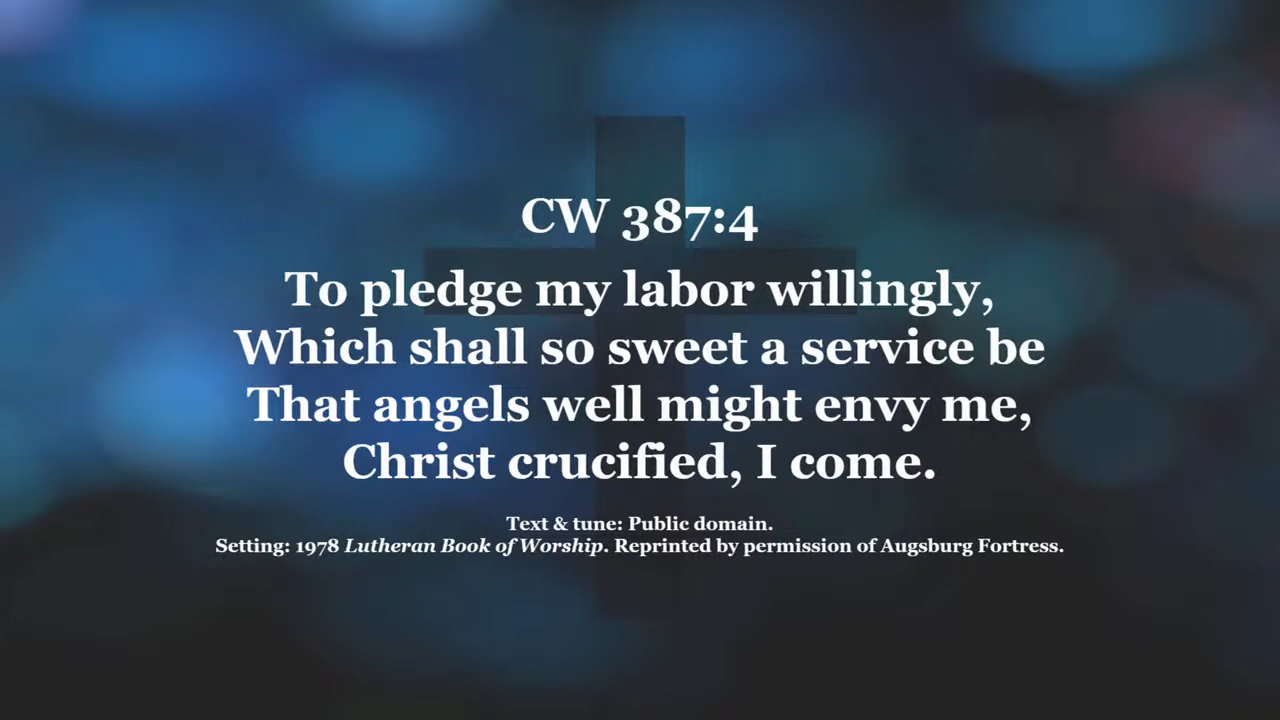 CW 387:4
To pledge my labor willingly,
Which shall so sweet a service be
That angels well might envy me,
Christ crucified, I come.
Text & tune: Public domain.
Setting: 1978 Lutheran Book of Worship. Reprinted by permission of Augsburg Fortress.